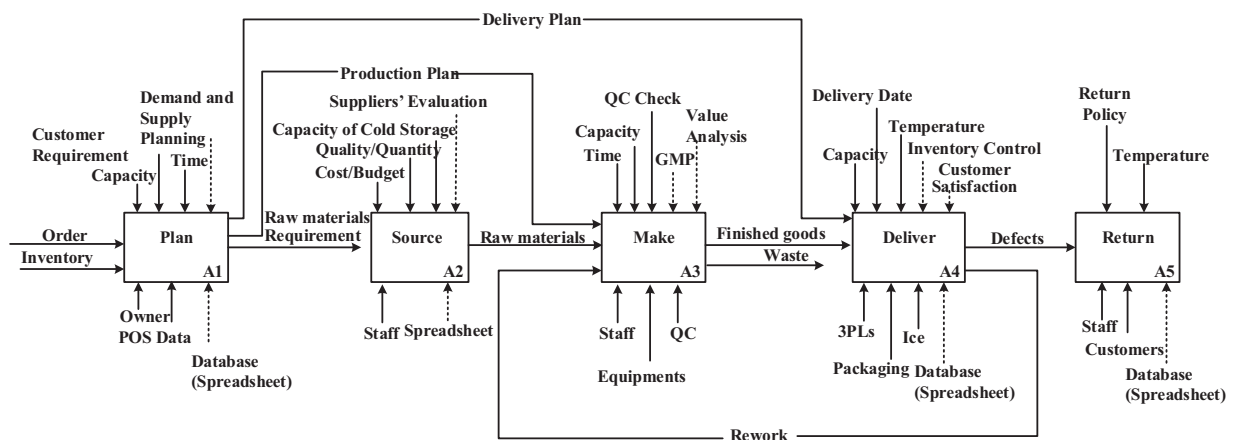 Delivery Plan
Production Plan
Demand and
Supply
Planning
Customer
Requirement
Capacity
Time
Suppliers' Evaluation
Capacity of Cold Storage
Quality/Quantity
Cost/Budget
QC Check
Capacity
Time
GMP
Value
Analysis
Delivery Date
Temperature
Capacity
Inventory Control
Customer
Satisfaction
Return
Policy
Temperature
Order
Inventory
Plan
A1
Raw materials
Requirement
Source
A2
Raw materials
Make
A3
Finished goods
Waste
Deliver
A4
Defects
Return
A5
Owner
POS Data
Database
(Spreadsheet)
Staff
Spreadsheet
Staff
QC
Equipments
3PLs
Ice
Packaging
Database
(Spreadsheet)
Staff
Customers
Database
(Spreadsheet)
Rework